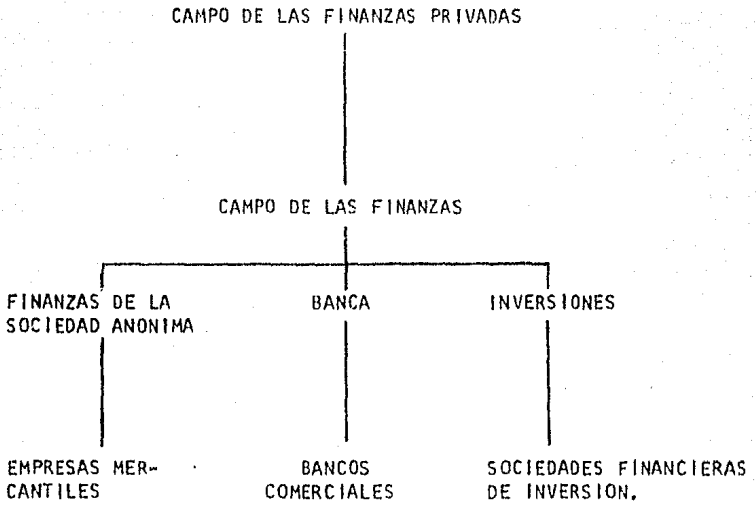 CAMPO DE LAS FINANZAS PRIVADAS
CAMPO DE LAS FINANZAS
FINANZAS DE LA
SOCIEDAD ANONIMA
BANCA
INVERSIONES
EMPRESAS MER-
CANTILES
BANCOS
COMERCIALES
SOCIEDADES FINANCIERAS
DE INVERSION.